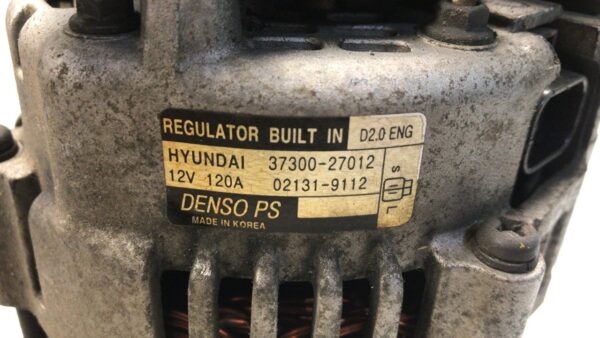 REGULATOR BUILT IN D2.0 ENG
HYUNDAI 37300-27012
12V 120A 02131-9112
S
L
DENSO PS
MADE IN KOREA